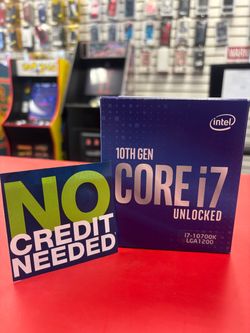 intel
10TH GEN
CORE i7
UNLOCKED
i7-10700K
LGA1200
NO
CREDIT
NEEDED